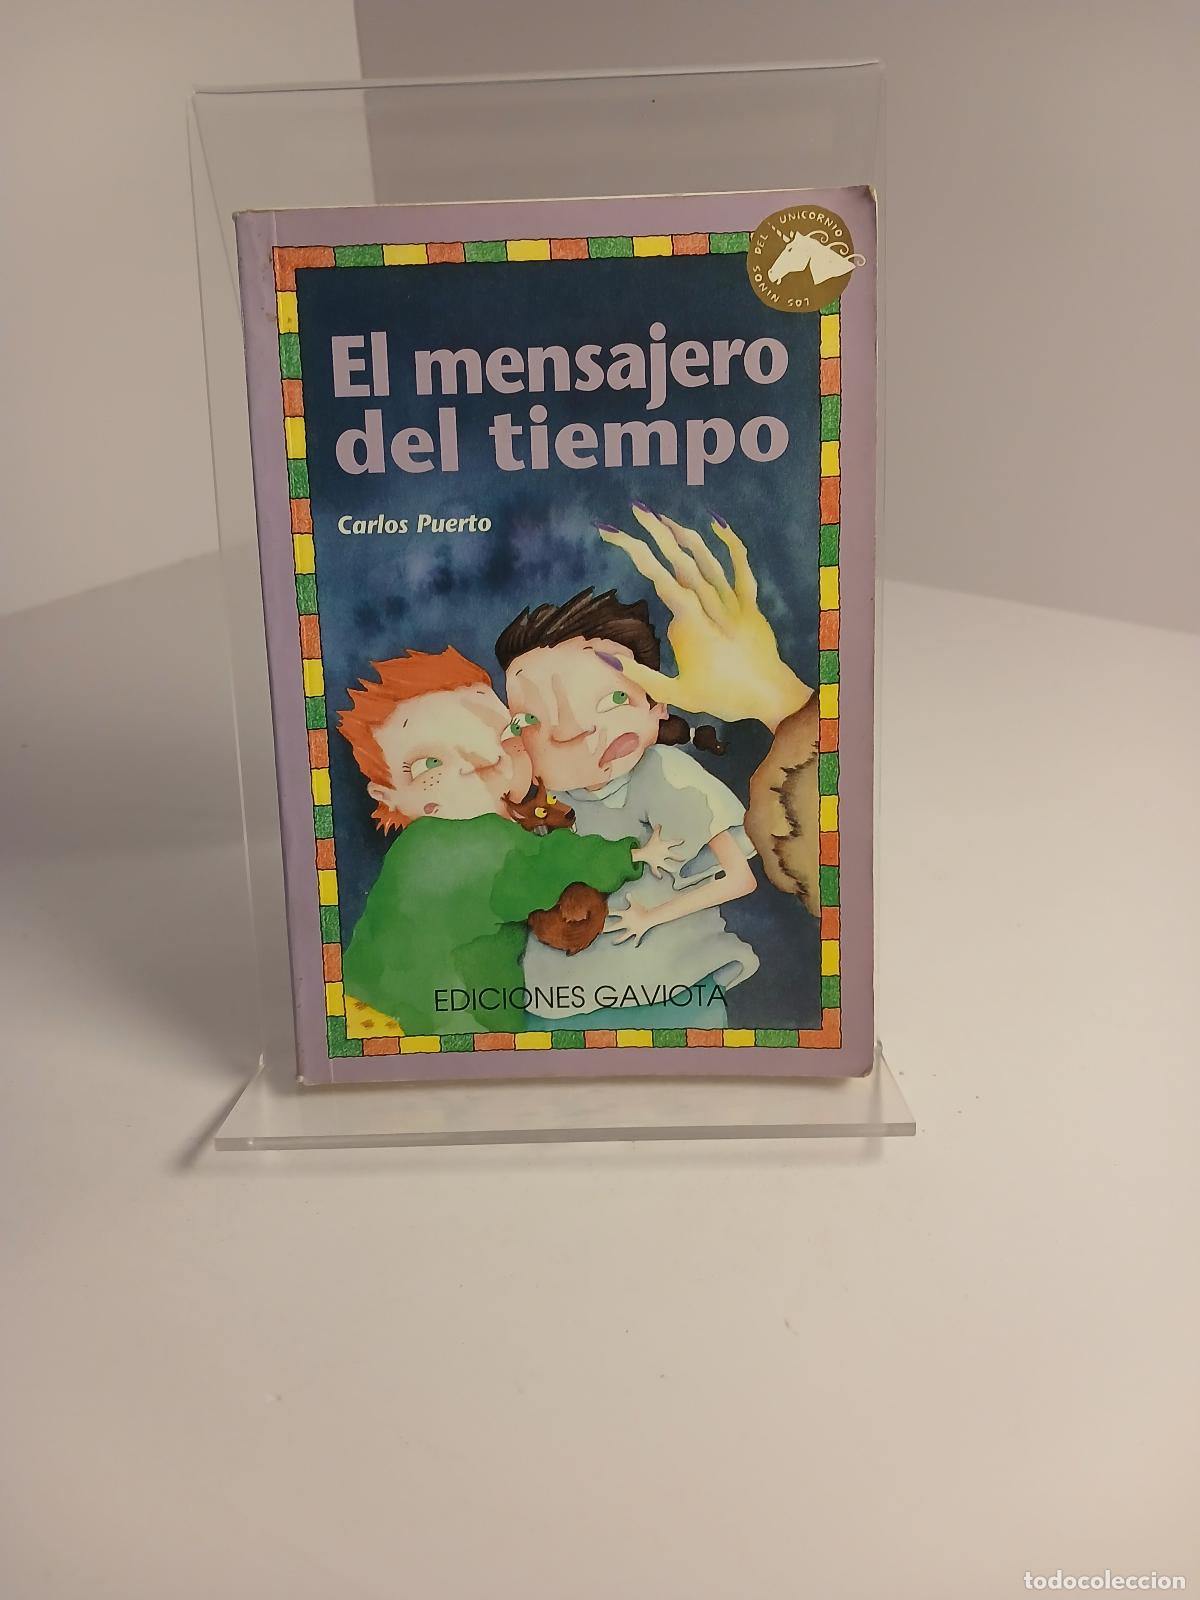 LOS NIÑOS DEL UNICORNIO
El mensajero
del tiempo
Carlos Puerto
EDICIONES GAVIOTA
todocoleccion